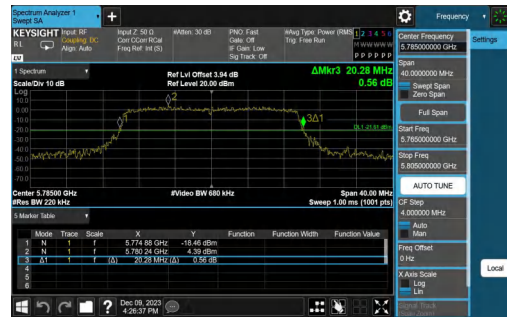 Spectrum Analyzer 1
Swept SA
+
Frequency
KEYSIGHT Input: RF
Coupling: DC
Align: Auto
RL
LV
Input Z: 50 Ω
Corr CCorr RCal
Freq Ref: Int (S)
#Atten: 30 dB
PNO: Fast
Gate: Off
IF Gain: Low
Sig Track: Off
#Avg Type: Power (RMS)
Trig: Free Run
1 2 3 4 5 6
M W W W W W
P P P P P P
1 Spectrum
Scale/Div 10 dB
Ref Lvl Offset 3.94 dB
Ref Level 20.00 dBm
ΔMkr3 20.28 MHz
0.56 dB
Log
10.0
0.00
-10.0
-20.0
-30.0
-40.0
-50.0
-60.0
-70.0
2
3Δ1
Center 5.78500 GHz
#Res BW 220 kHz
#Video BW 680 kHz
Span 40.00 MHz
Sweep 1.00 ms (1001 pts)
5 Marker Table
Mode Trace Scale X Y Function Function Width Function Value
1 N 1 f 5.774 88 GHz -18.46 dBm
2 N 1 f 5.780 24 GHz 4.39 dBm
3 Δ1 1 f (Δ) 20.28 MHz (Δ) 0.56 dB
4
5
6
Dec 09, 2023
4:26:37 PM
Center Frequency
5.785000000 GHz
Settings
Span
40.0000000 MHz
Swept Span
Zero Span
Full Span
Start Freq
5.765000000 GHz
Stop Freq
5.805000000 GHz
AUTO TUNE
CF Step
4.000000 MHz
Auto
Man
Freq Offset
0 Hz
X Axis Scale
Log
Lin
Signal Track
Local